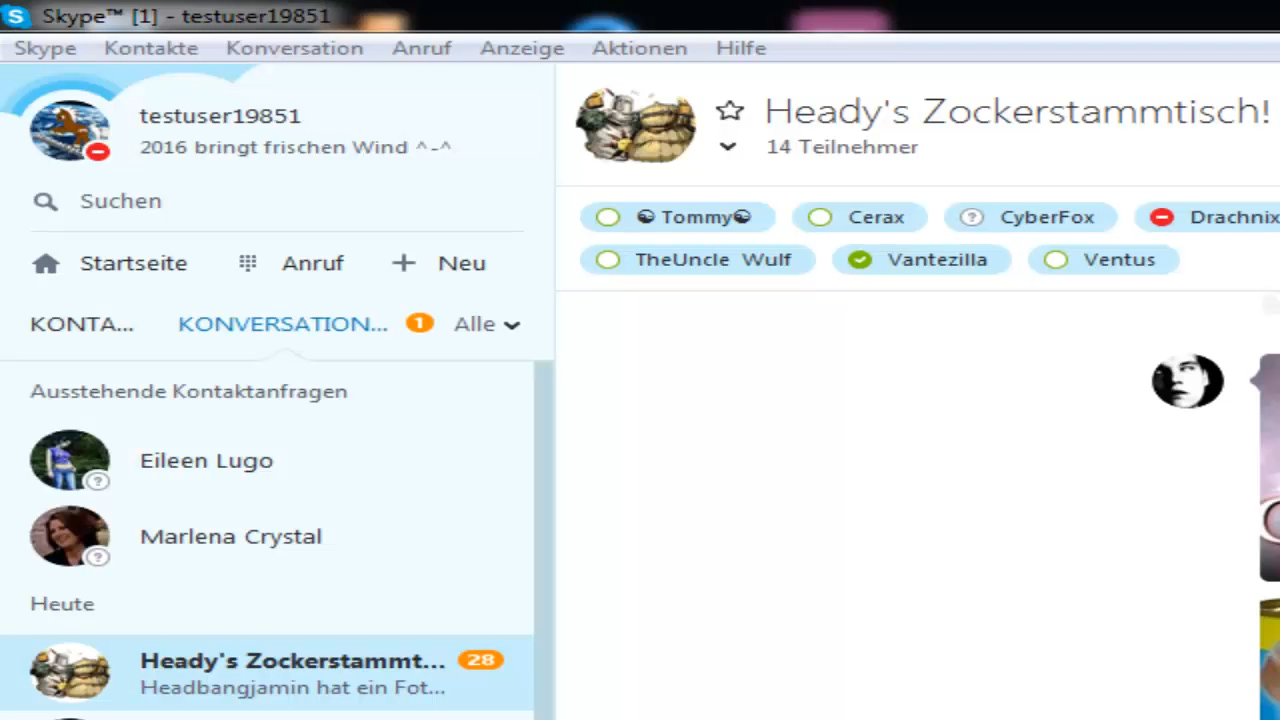 Skype™ [1] - testuser19851
Skype Kontakte Konversation Anruf Anzeige Aktionen Hilfe
testuser19851
2016 bringt frischen Wind ^-^
Suchen
Startseite Anruf Neu
KONTA... KONVERSATION... 1 Alle
Ausstehende Kontaktanfragen
Eileen Lugo
Marlena Crystal
Heute
Heady's Zockerstammt... 28
Headbangjamin hat ein Fot...
Heady's Zockerstammtisch!
14 Teilnehmer
☯Tommy☯ Cerax CyberFox Drachnix
TheUncle Wulf Vantezilla Ventus